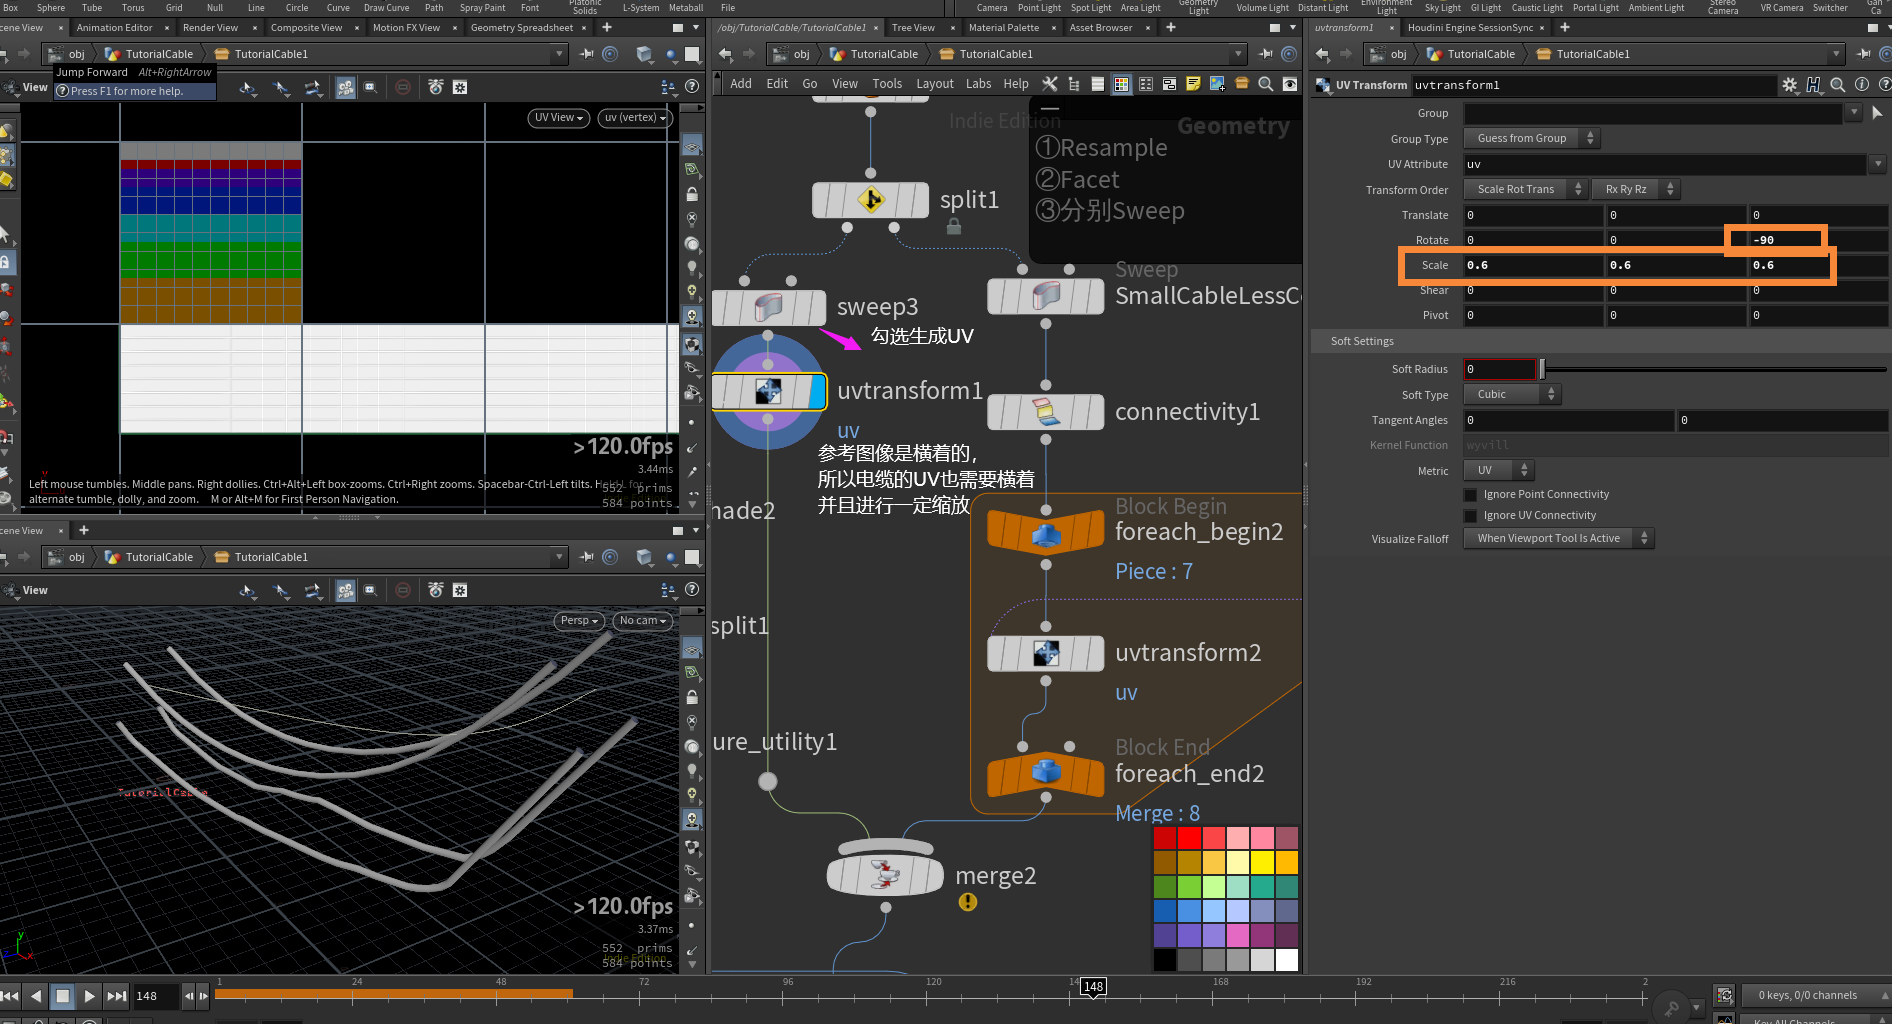 Box Sphere Tube Torus Grid Null Line Circle Curve Draw Curve Path Spray Paint Font Platonic Solids L-System Metaball File
Camera Point Light Spot Light Area Light Geometry Light Volume Light Distant Light Environment Light Sky Light GI Light Caustic Light Portal Light Ambient Light Stereo Camera VR Camera Switcher
cene View Animation Editor Render View Composite View Motion FX View Geometry Spreadsheet
/obj/TutorialCable/TutorialCable1 Tree View Material Palette Asset Browser
uvtransform1 Houdini Engine SessionSync
obj TutorialCable TutorialCable1
obj TutorialCable TutorialCable1
obj TutorialCable TutorialCable1
Jump Forward Alt+RightArrow
Press F1 for more help.
View
Add Edit Go View Tools Layout Labs Help
UV Transform uvtransform1
UV View uv (vertex)
>120.0fps
3.44ms
552 prims
584 points
Left mouse tumbles. Middle pans. Right dollies. Ctrl+Alt+Left box-zooms. Ctrl+Right zooms. Spacebar-Ctrl-Left tilts. Hold L for
alternate tumble, dolly, and zoom. M or Alt+M for First Person Navigation.
cene View
obj TutorialCable TutorialCable1
View
Persp No cam
TutorialCable
>120.0fps
3.37ms
552 prims
584 points
Indie Edition
Indie Edition
Geometry
①Resample
②Facet
③分别Sweep
split1
sweep3
勾选生成UV
Sweep
SmallCableLessCo
uvtransform1
uv
参考图像是横着的，
所以电缆的UV也需要横着
并且进行一定缩放
connectivity1
hade2
Block Begin
foreach_begin2
Piece : 7
split1
uvtransform2
uv
ure_utility1
Block End
foreach_end2
Merge : 8
merge2
Group
Group Type Guess from Group
UV Attribute uv
Transform Order Scale Rot Trans Rx Ry Rz
Translate 0 0 0
Rotate 0 0 -90
Scale 0.6 0.6 0.6
Shear 0 0 0
Pivot 0 0 0
Soft Settings
Soft Radius 0
Soft Type Cubic
Tangent Angles 0 0
Kernel Function wyvill
Metric UV
Ignore Point Connectivity
Ignore UV Connectivity
Visualize Falloff When Viewport Tool Is Active
148
1 24 48 72 96 120 148 168 192 216 2
0 keys, 0/0 channels
Key All Channels